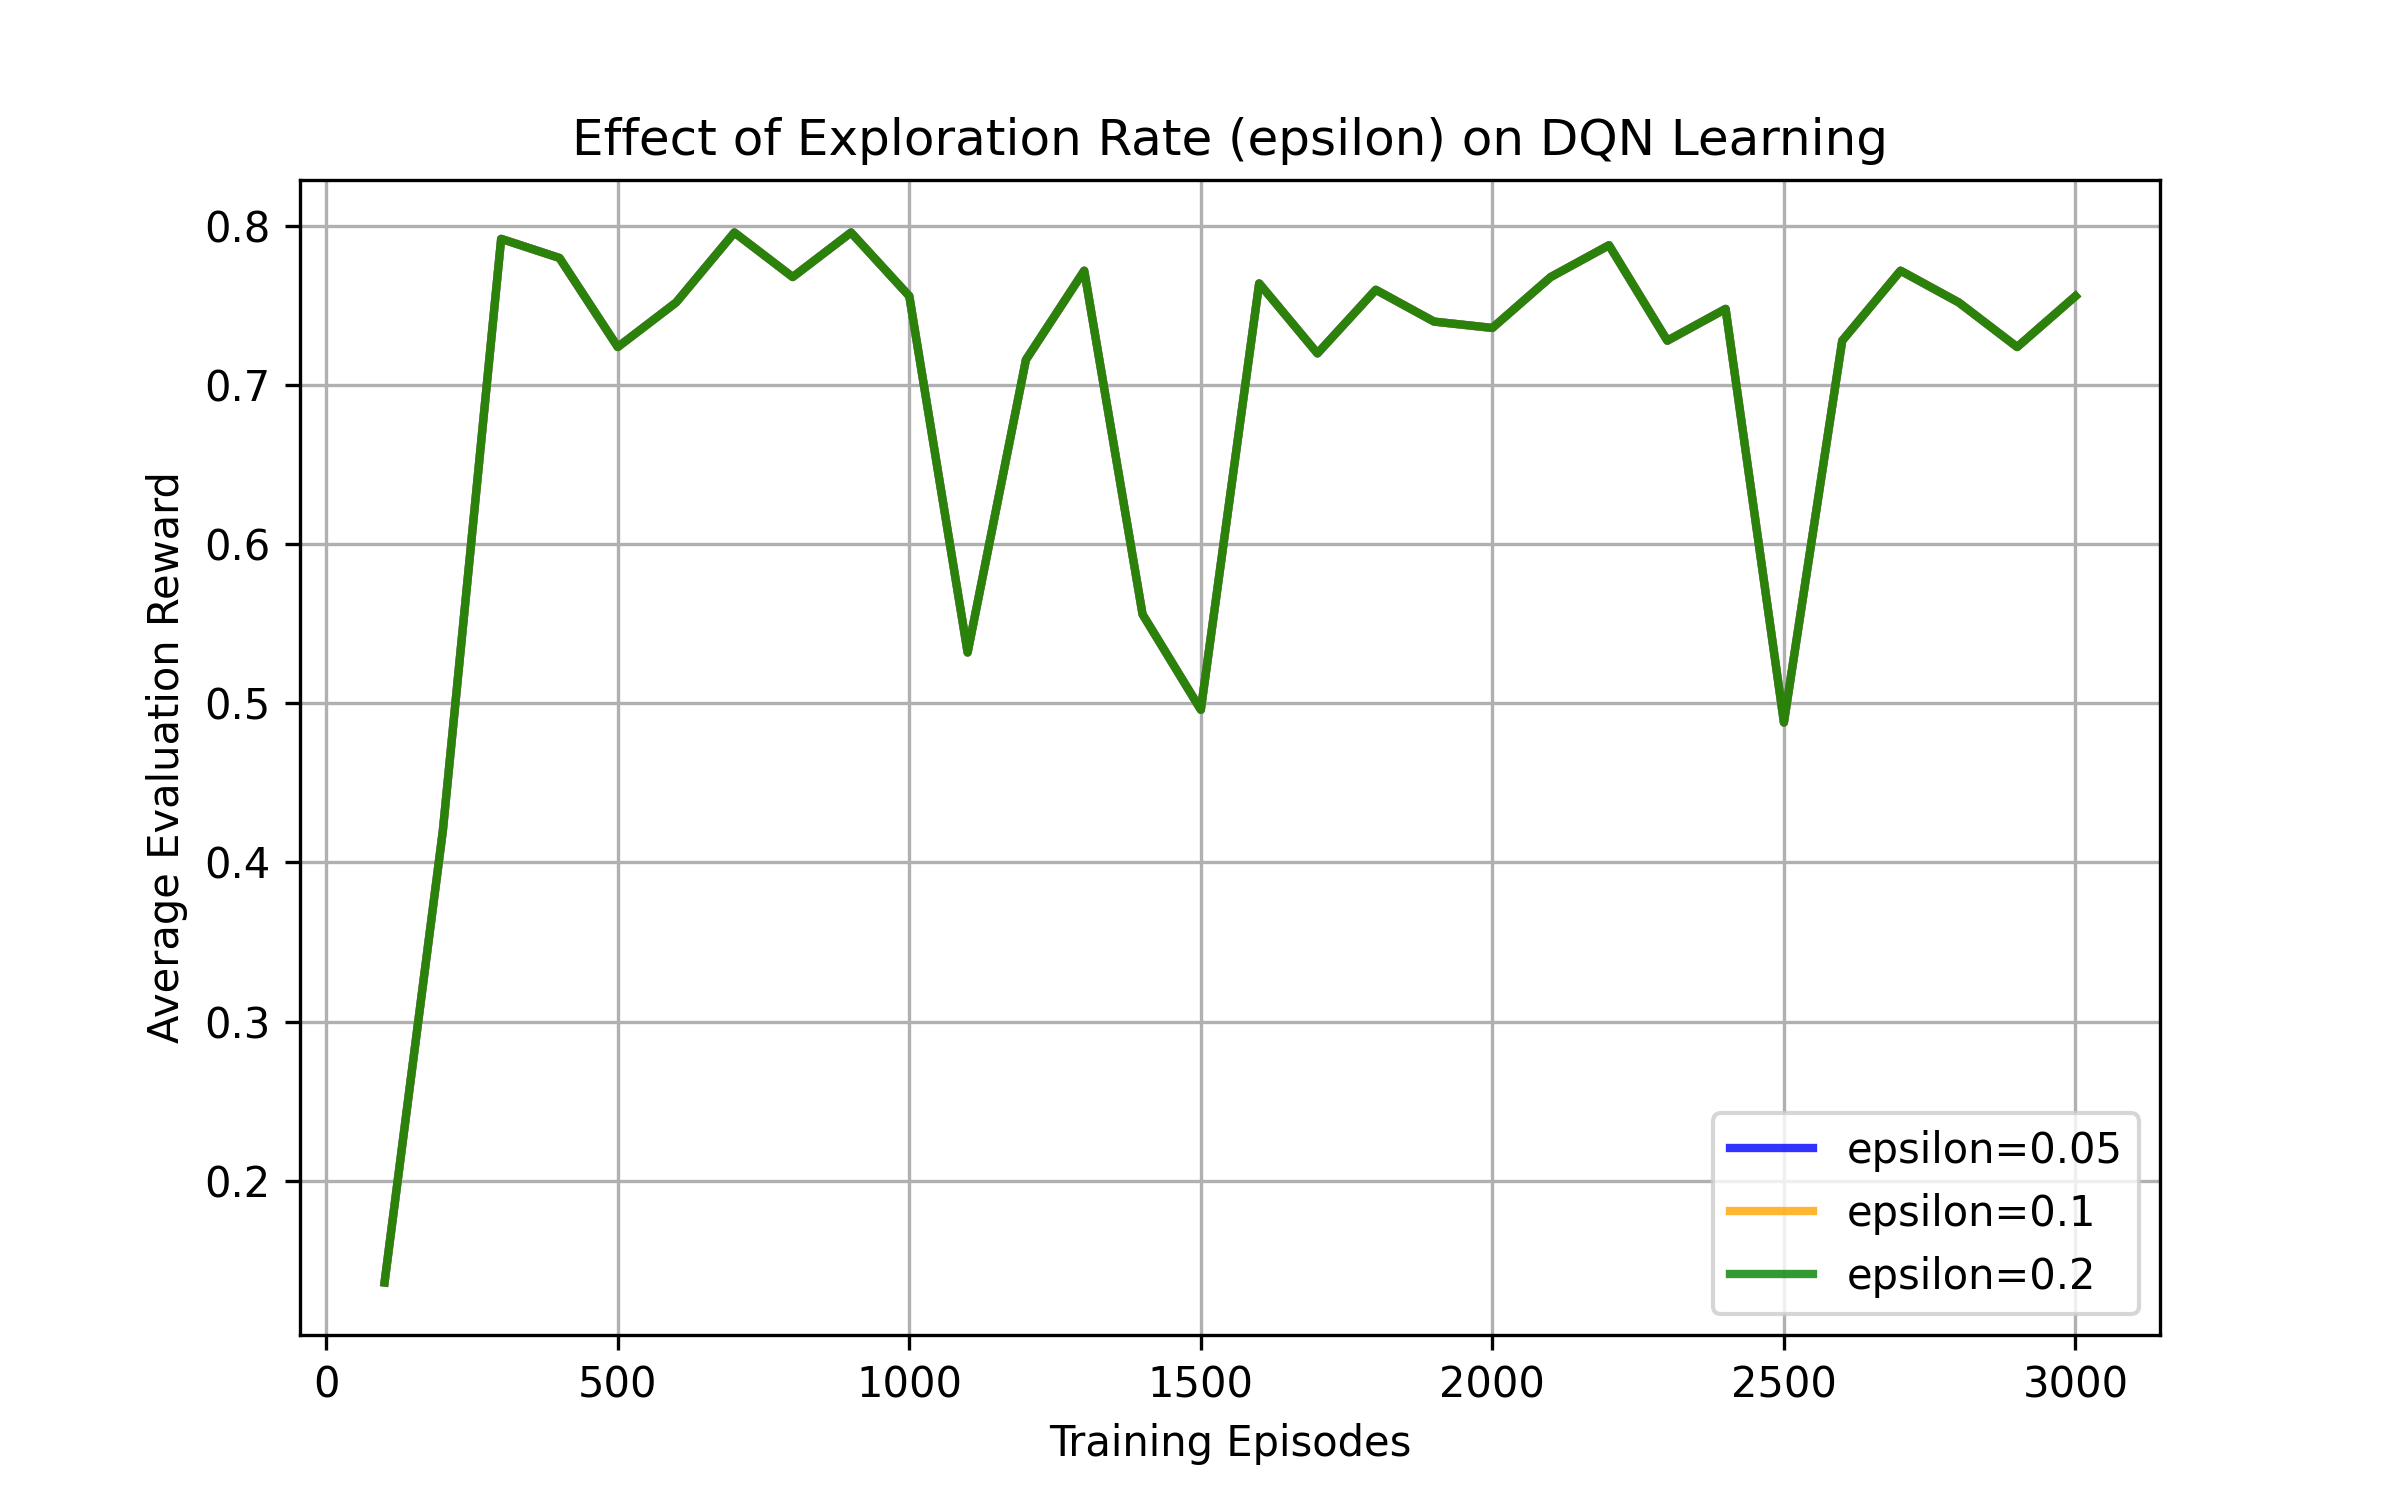 Effect of Exploration Rate (epsilon) on DQN Learning
Average Evaluation Reward
0.8
0.7
0.6
0.5
0.4
0.3
0.2
epsilon=0.05
epsilon=0.1
epsilon=0.2
0 500 1000 1500 2000 2500 3000
Training Episodes